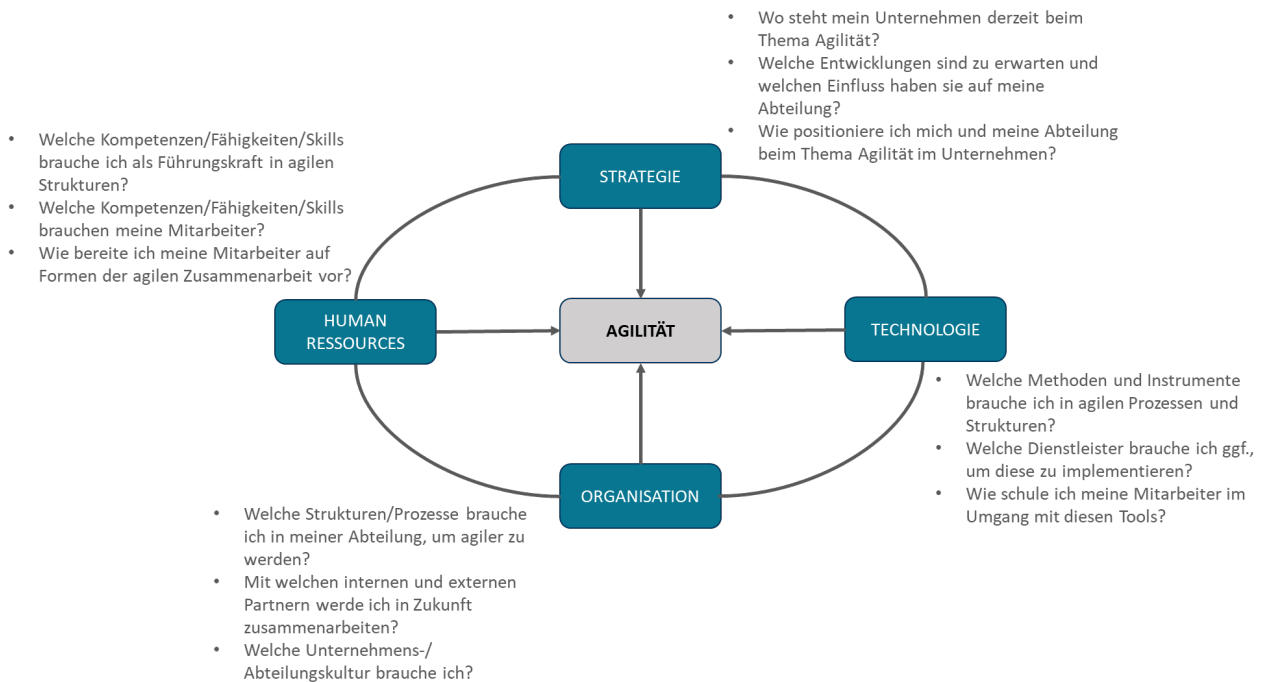 • Wo steht mein Unternehmen derzeit beim
Thema Agilität?
• Welche Entwicklungen sind zu erwarten und
welchen Einfluss haben sie auf meine
Abteilung?
• Wie positioniere ich mich und meine Abteilung
beim Thema Agilität im Unternehmen?
• Welche Kompetenzen/Fähigkeiten/Skills
brauche ich als Führungskraft in agilen
Strukturen?
• Welche Kompetenzen/Fähigkeiten/Skills
brauchen meine Mitarbeiter?
• Wie bereite ich meine Mitarbeiter auf
Formen der agilen Zusammenarbeit vor?
STRATEGIE
HUMAN
RESSOURCES
AGILITÄT
TECHNOLOGIE
• Welche Methoden und Instrumente
brauche ich in agilen Prozessen und
Strukturen?
• Welche Dienstleister brauche ich ggf.,
um diese zu implementieren?
• Wie schule ich meine Mitarbeiter im
Umgang mit diesen Tools?
ORGANISATION
• Welche Strukturen/Prozesse brauche
ich in meiner Abteilung, um agiler zu
werden?
• Mit welchen internen und externen
Partnern werde ich in Zukunft
zusammenarbeiten?
• Welche Unternehmens-/
Abteilungskultur brauche ich?